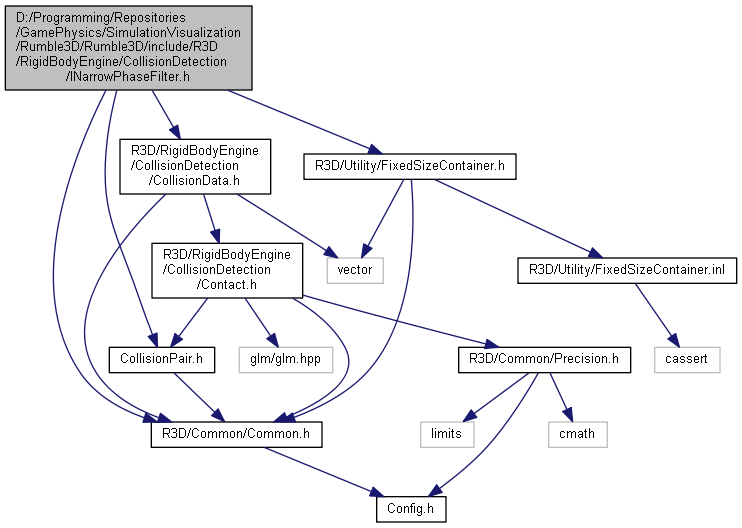 D:/Programming/Repositories
/GamePhysics/SimulationVisualization
/Rumble3D/Rumble3D/include/R3D
/RigidBodyEngine/CollisionDetection
/INarrowPhaseFilter.h
R3D/RigidBodyEngine
/CollisionDetection
/CollisionData.h
R3D/Utility/FixedSizeContainer.h
R3D/RigidBodyEngine
/CollisionDetection
/Contact.h
vector
R3D/Utility/FixedSizeContainer.inl
CollisionPair.h
glm/glm.hpp
R3D/Common/Precision.h
cassert
R3D/Common/Common.h
limits
cmath
Config.h